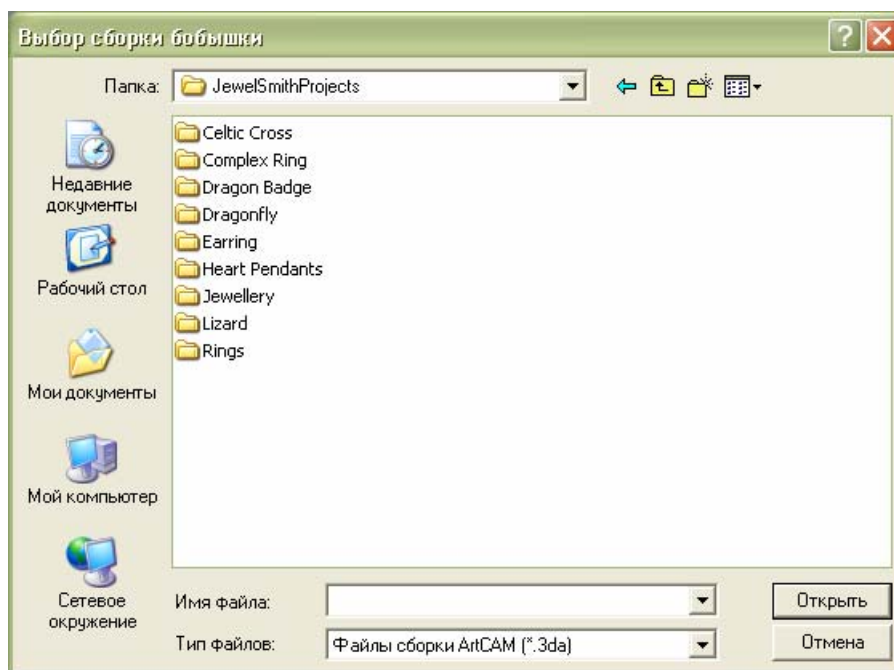 Выбор сборки бобышки
Папка: JewelSmithProjects
Celtic Cross
Complex Ring
Dragon Badge
Dragonfly
Earring
Heart Pendants
Jewellery
Lizard
Rings
Недавние
документы
Рабочий стол
Мои документы
Мой компьютер
Сетевое
окружение
Имя файла:
Открыть
Тип файлов: Файлы сборки ArtCAM (*.3da)
Отмена